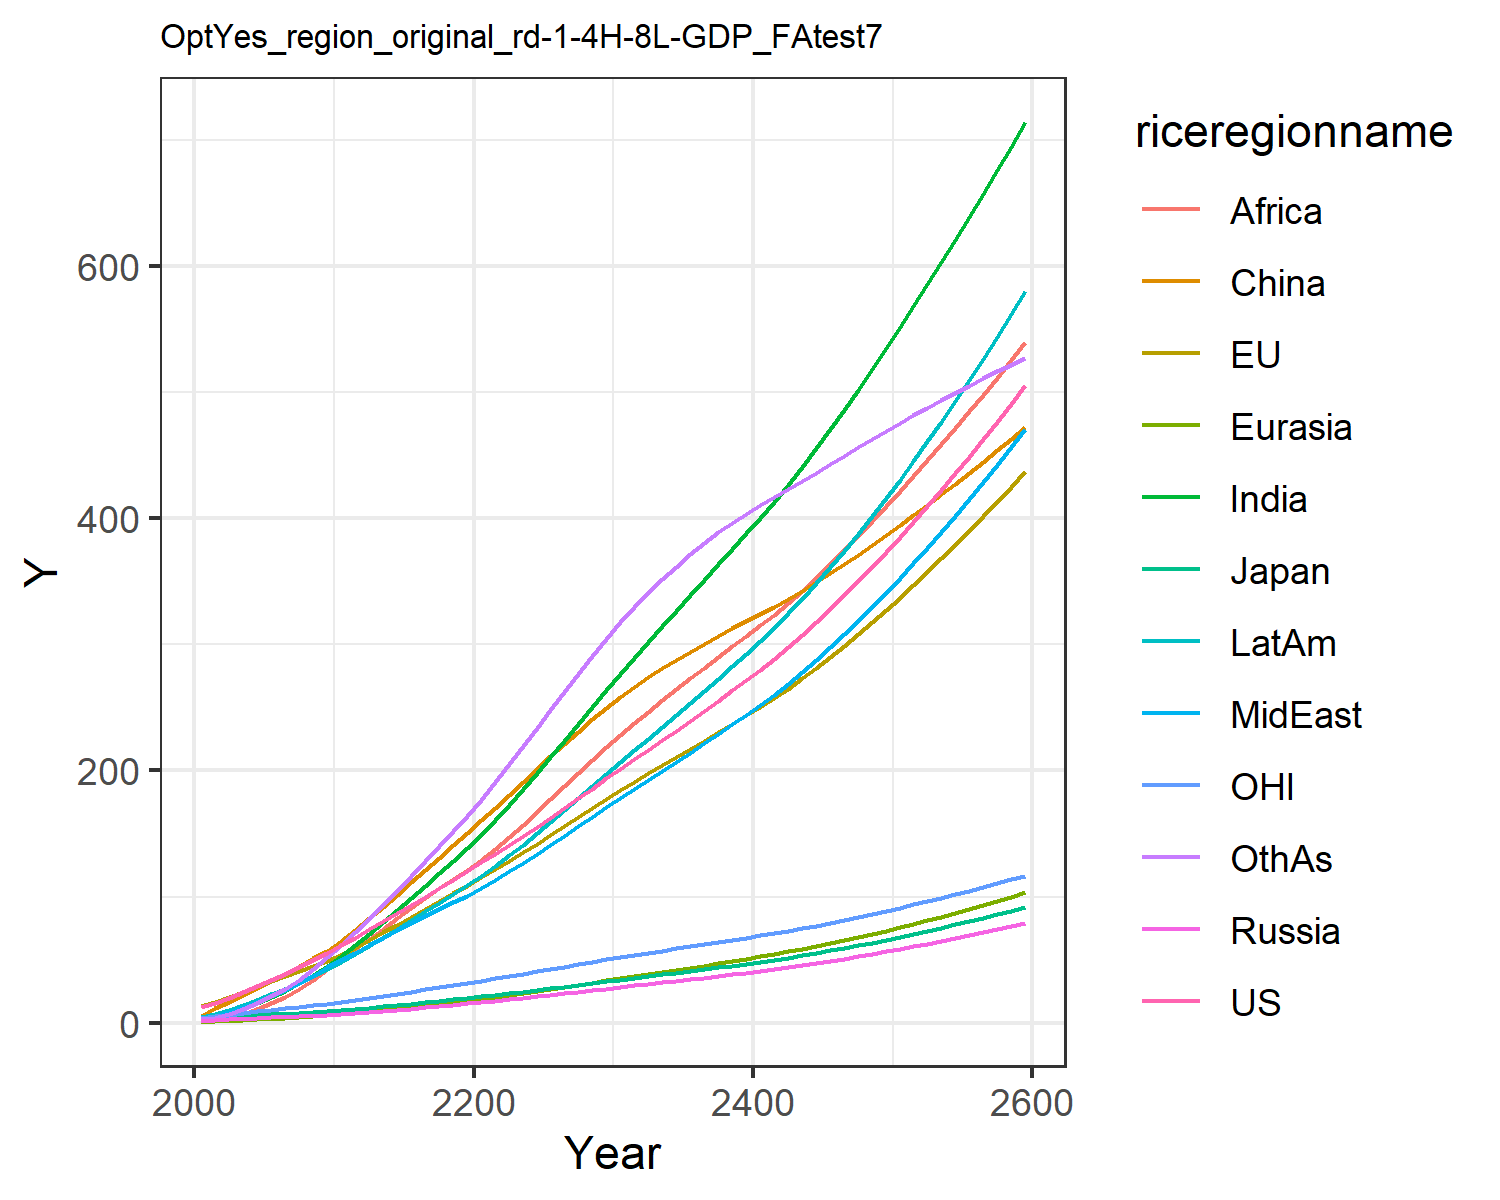 OptYes_region_original_rd-1-4H-8L-GDP_FAtest7
riceregionname
Africa
China
EU
Eurasia
India
Japan
LatAm
MidEast
OHI
OthAs
Russia
US
Y
600
400
200
0
2000 2200 2400 2600
Year